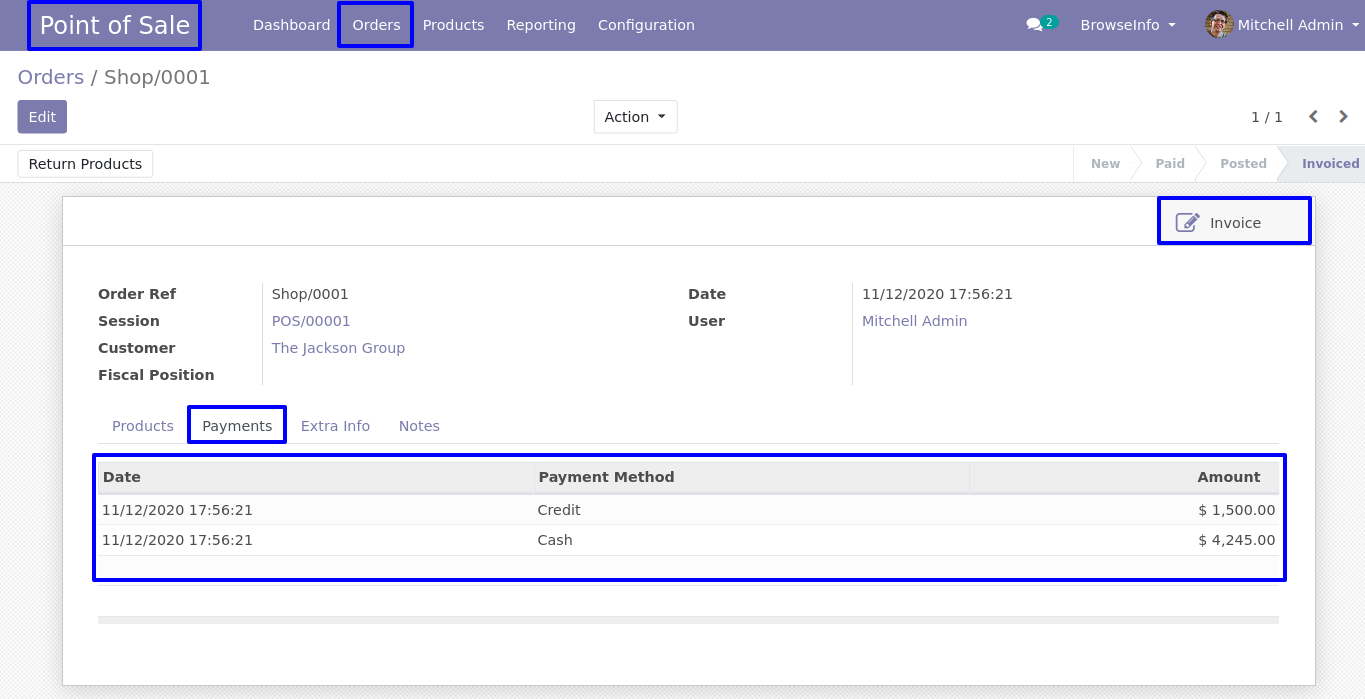 Point of Sale Dashboard Orders Products Reporting Configuration 2 BrowseInfo Mitchell Admin
Orders / Shop/0001
Edit Action 1 / 1
Return Products New Paid Posted Invoiced
Invoice
Order Ref Shop/0001 Date 11/12/2020 17:56:21
Session POS/00001 User Mitchell Admin
Customer The Jackson Group
Fiscal Position
Products Payments Extra Info Notes
Date Payment Method Amount
11/12/2020 17:56:21 Credit $ 1,500.00
11/12/2020 17:56:21 Cash $ 4,245.00